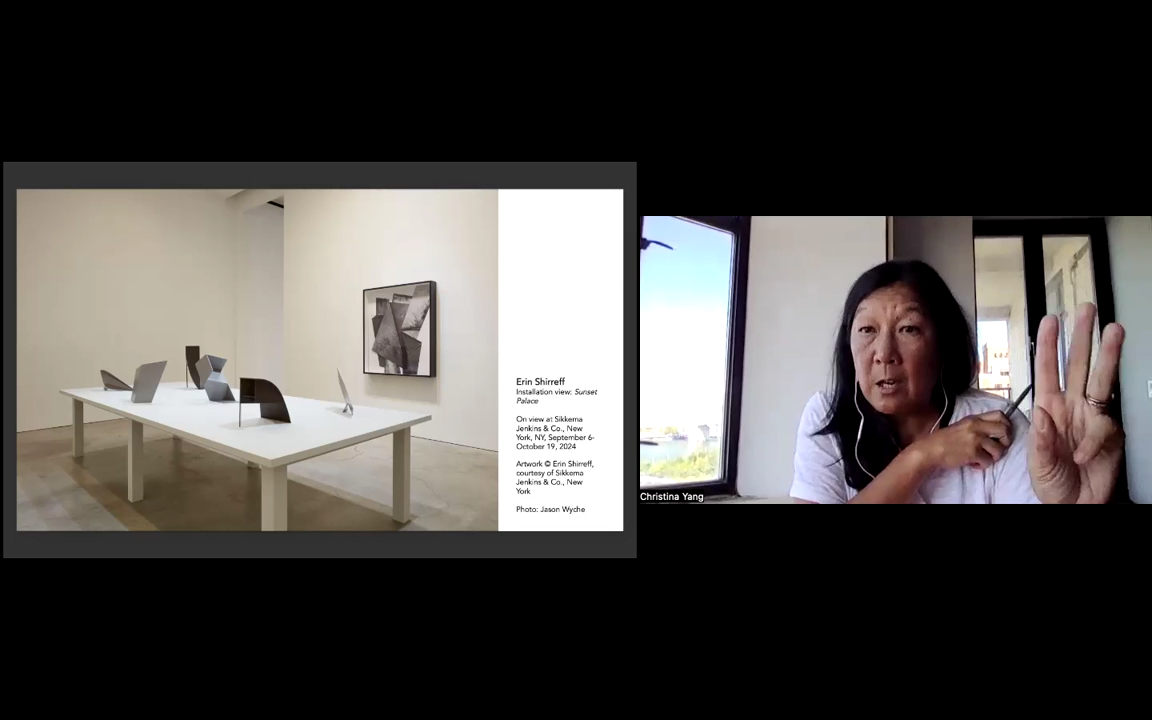 Erin Shirreff
Installation view: Sunset
Palace
On view at Sikkema
Jenkins & Co., New
York, NY, September 6-
October 19, 2024
Artwork © Erin Shirreff,
courtesy of Sikkema
Jenkins & Co., New
York
Photo: Jason Wyche
Christina Yang